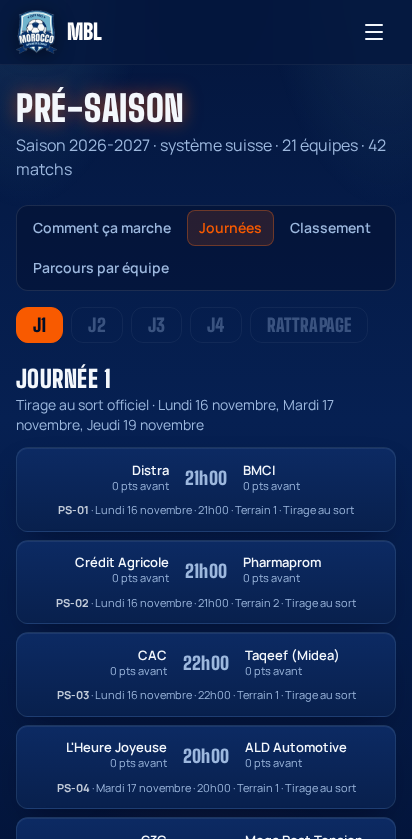 MOROCCO
MBL
PRÉ-SAISON
Saison 2026-2027 · système suisse · 21 équipes · 42
matchs
Comment ça marche
Journées
Classement
Parcours par équipe
J1
J2
J3
J4
RATTRAPAGE
JOURNÉE 1
Tirage au sort officiel · Lundi 16 novembre, Mardi 17
novembre, Jeudi 19 novembre
Distra
21h00
BMCI
0 pts avant
0 pts avant
PS-01 · Lundi 16 novembre · 21h00 · Terrain 1 · Tirage au sort
Crédit Agricole
21h00
Pharmaprom
0 pts avant
0 pts avant
PS-02 · Lundi 16 novembre · 21h00 · Terrain 2 · Tirage au sort
CAC
22h00
Taqeef (Midea)
0 pts avant
0 pts avant
PS-03 · Lundi 16 novembre · 22h00 · Terrain 1 · Tirage au sort
L'Heure Joyeuse
20h00
ALD Automotive
0 pts avant
0 pts avant
PS-04 · Mardi 17 novembre · 20h00 · Terrain 1 · Tirage au sort